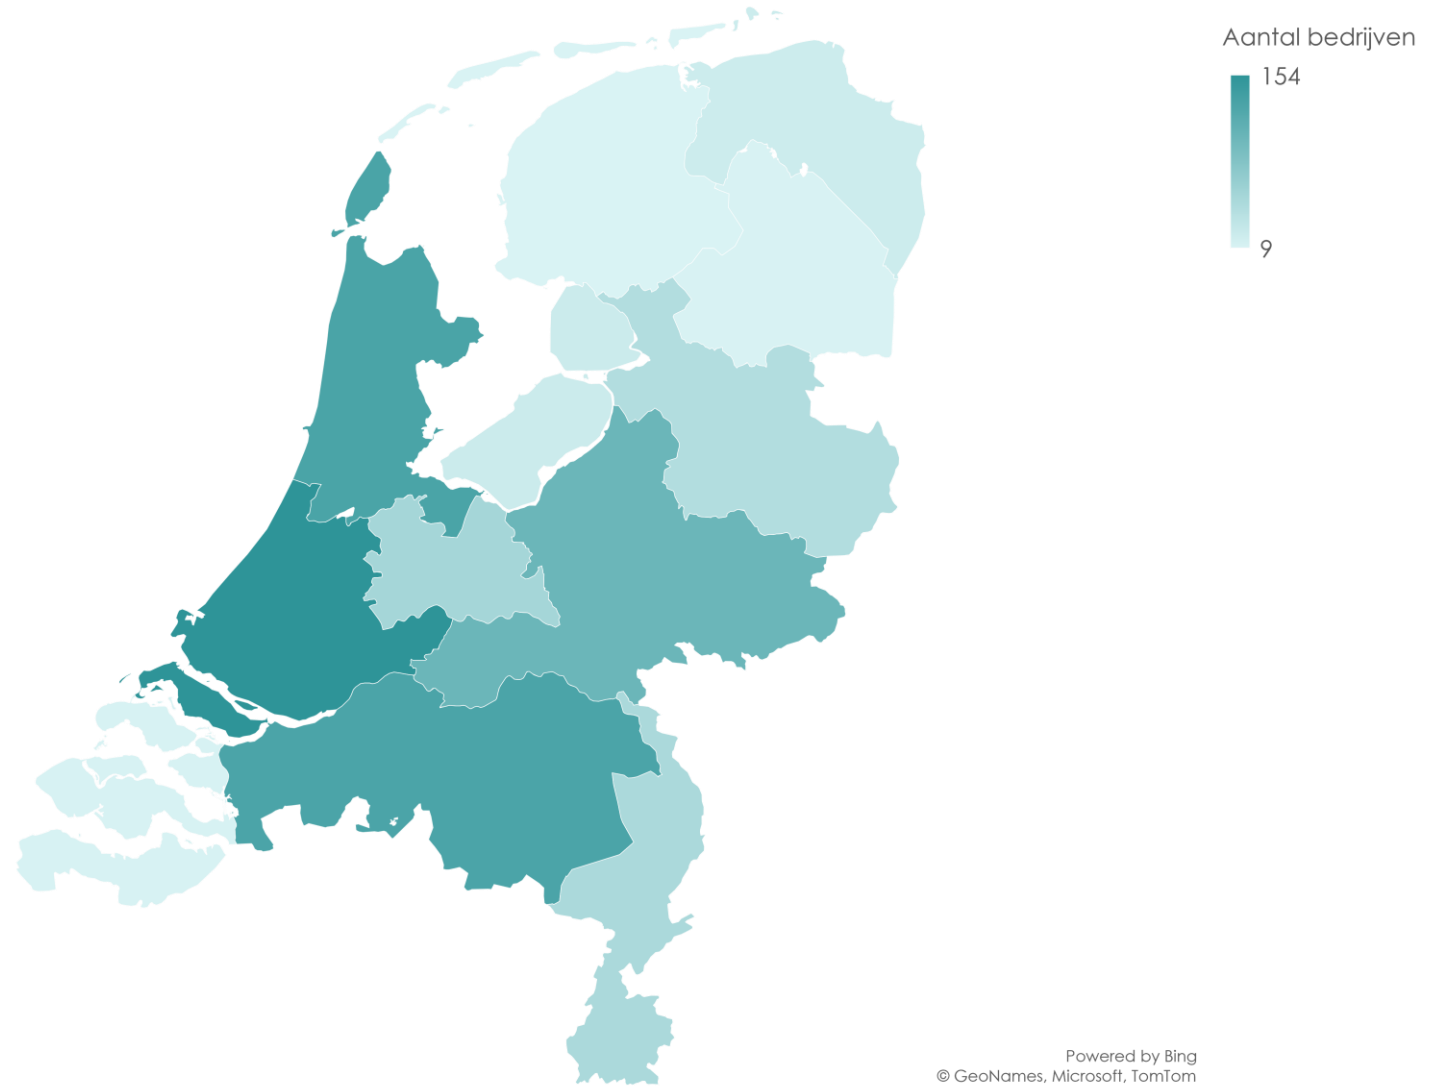 Aantal bedrijven
154
9
Powered by Bing
© GeoNames, Microsoft, TomTom